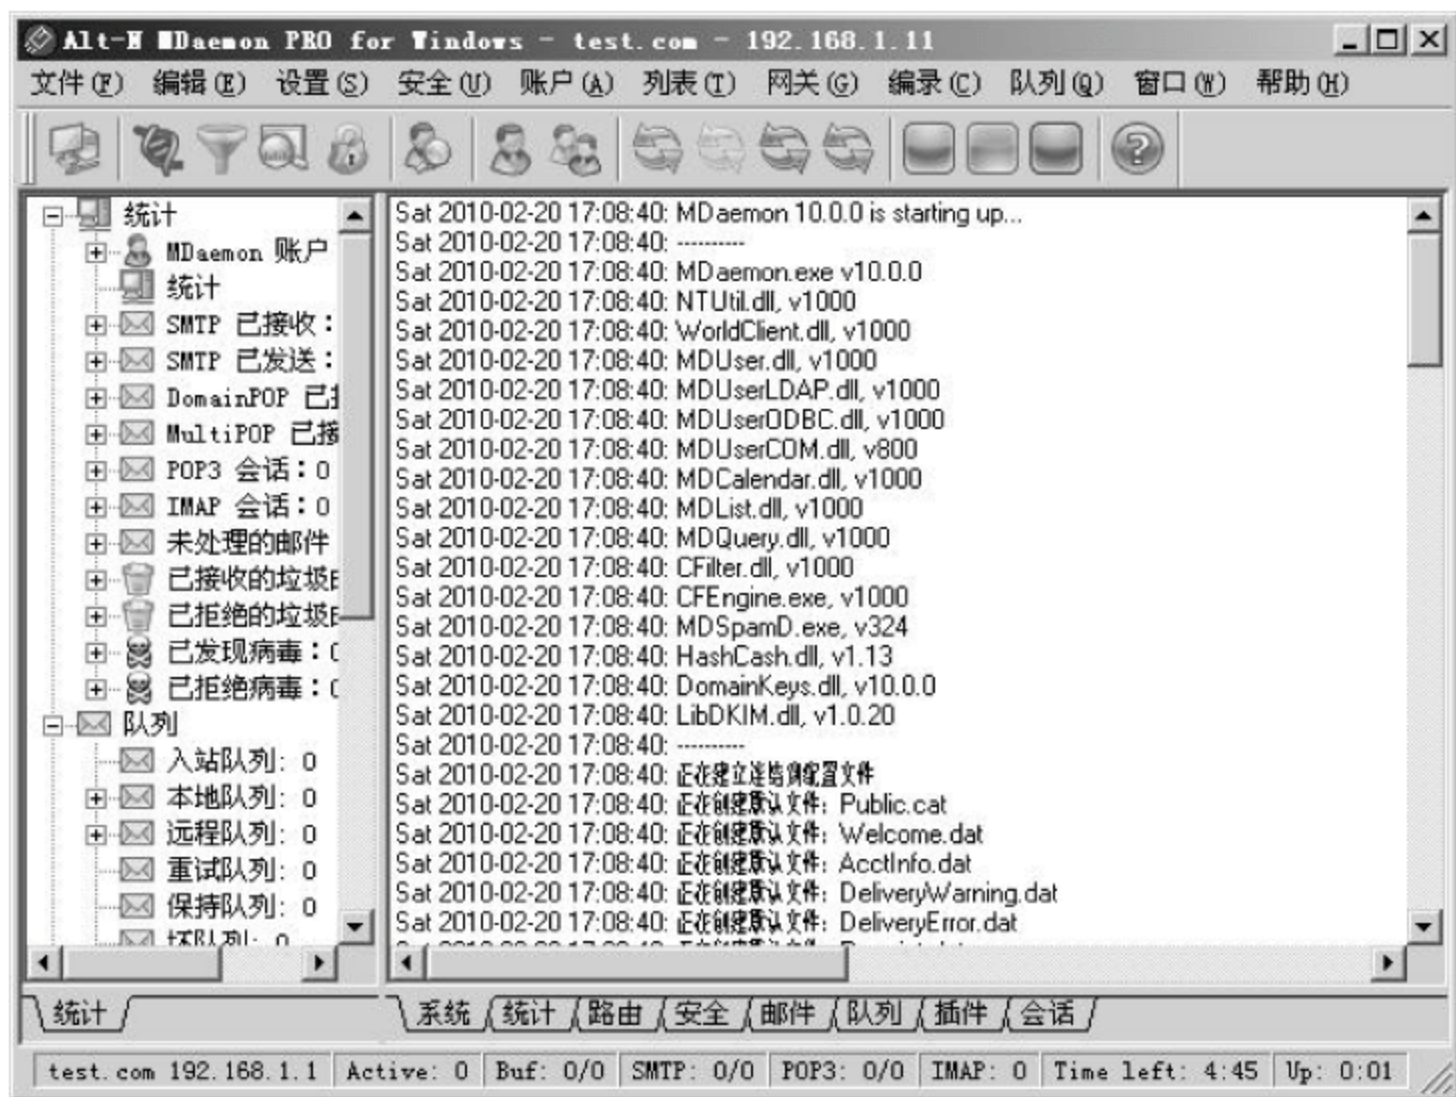 Alt-N MDaemon PRO for Windows - test.com - 192.168.1.11
文件(F) 编辑(E) 设置(S) 安全(U) 账户(A) 列表(T) 网关(G) 编录(C) 队列(Q) 窗口(W) 帮助(H)
统计
MDaemon 账户
统计
SMTP 已接收:
SMTP 已发送:
DomainPOP 已
MultiPOP 已接
POP3 会话:0
IMAP 会话:0
未处理的邮件
已接收的垃圾
已拒绝的垃圾
已发现病毒:0
已拒绝病毒:0
队列
入站队列: 0
本地队列: 0
远程队列: 0
重试队列: 0
保持队列: 0
坏队列: 0
统计
Sat 2010-02-20 17:08:40: MDaemon 10.0.0 is starting up...
Sat 2010-02-20 17:08:40: ----------
Sat 2010-02-20 17:08:40: MDaemon.exe v10.0.0
Sat 2010-02-20 17:08:40: NTUtil.dll, v1000
Sat 2010-02-20 17:08:40: WorldClient.dll, v1000
Sat 2010-02-20 17:08:40: MDUser.dll, v1000
Sat 2010-02-20 17:08:40: MDUserLDAP.dll, v1000
Sat 2010-02-20 17:08:40: MDUserODBC.dll, v1000
Sat 2010-02-20 17:08:40: MDUserCOM.dll, v800
Sat 2010-02-20 17:08:40: MDCalendar.dll, v1000
Sat 2010-02-20 17:08:40: MDList.dll, v1000
Sat 2010-02-20 17:08:40: MDQuery.dll, v1000
Sat 2010-02-20 17:08:40: CFilter.dll, v1000
Sat 2010-02-20 17:08:40: CFEngine.exe, v1000
Sat 2010-02-20 17:08:40: MDSpamD.exe, v324
Sat 2010-02-20 17:08:40: HashCash.dll, v1.13
Sat 2010-02-20 17:08:40: DomainKeys.dll, v10.0.0
Sat 2010-02-20 17:08:40: LibDKIM.dll, v1.0.20
Sat 2010-02-20 17:08:40: ----------
Sat 2010-02-20 17:08:40: 正在建立连
Sat 2010-02-20 17:08:40: 正在创建默认文件: Public.cat
Sat 2010-02-20 17:08:40: 正在创建默认文件: Welcome.dat
Sat 2010-02-20 17:08:40: 正在创建默认文件: AcctInfo.dat
Sat 2010-02-20 17:08:40: 正在创建默认文件: DeliveryWarning.dat
Sat 2010-02-20 17:08:40: 正在创建默认文件: DeliveryError.dat
系统 统计 路由 安全 邮件 队列 插件 会话
test.com 192.168.1.1 Active: 0 Buf: 0/0 SMTP: 0/0 POP3: 0/0 IMAP: 0 Time left: 4:45 Up: 0:01